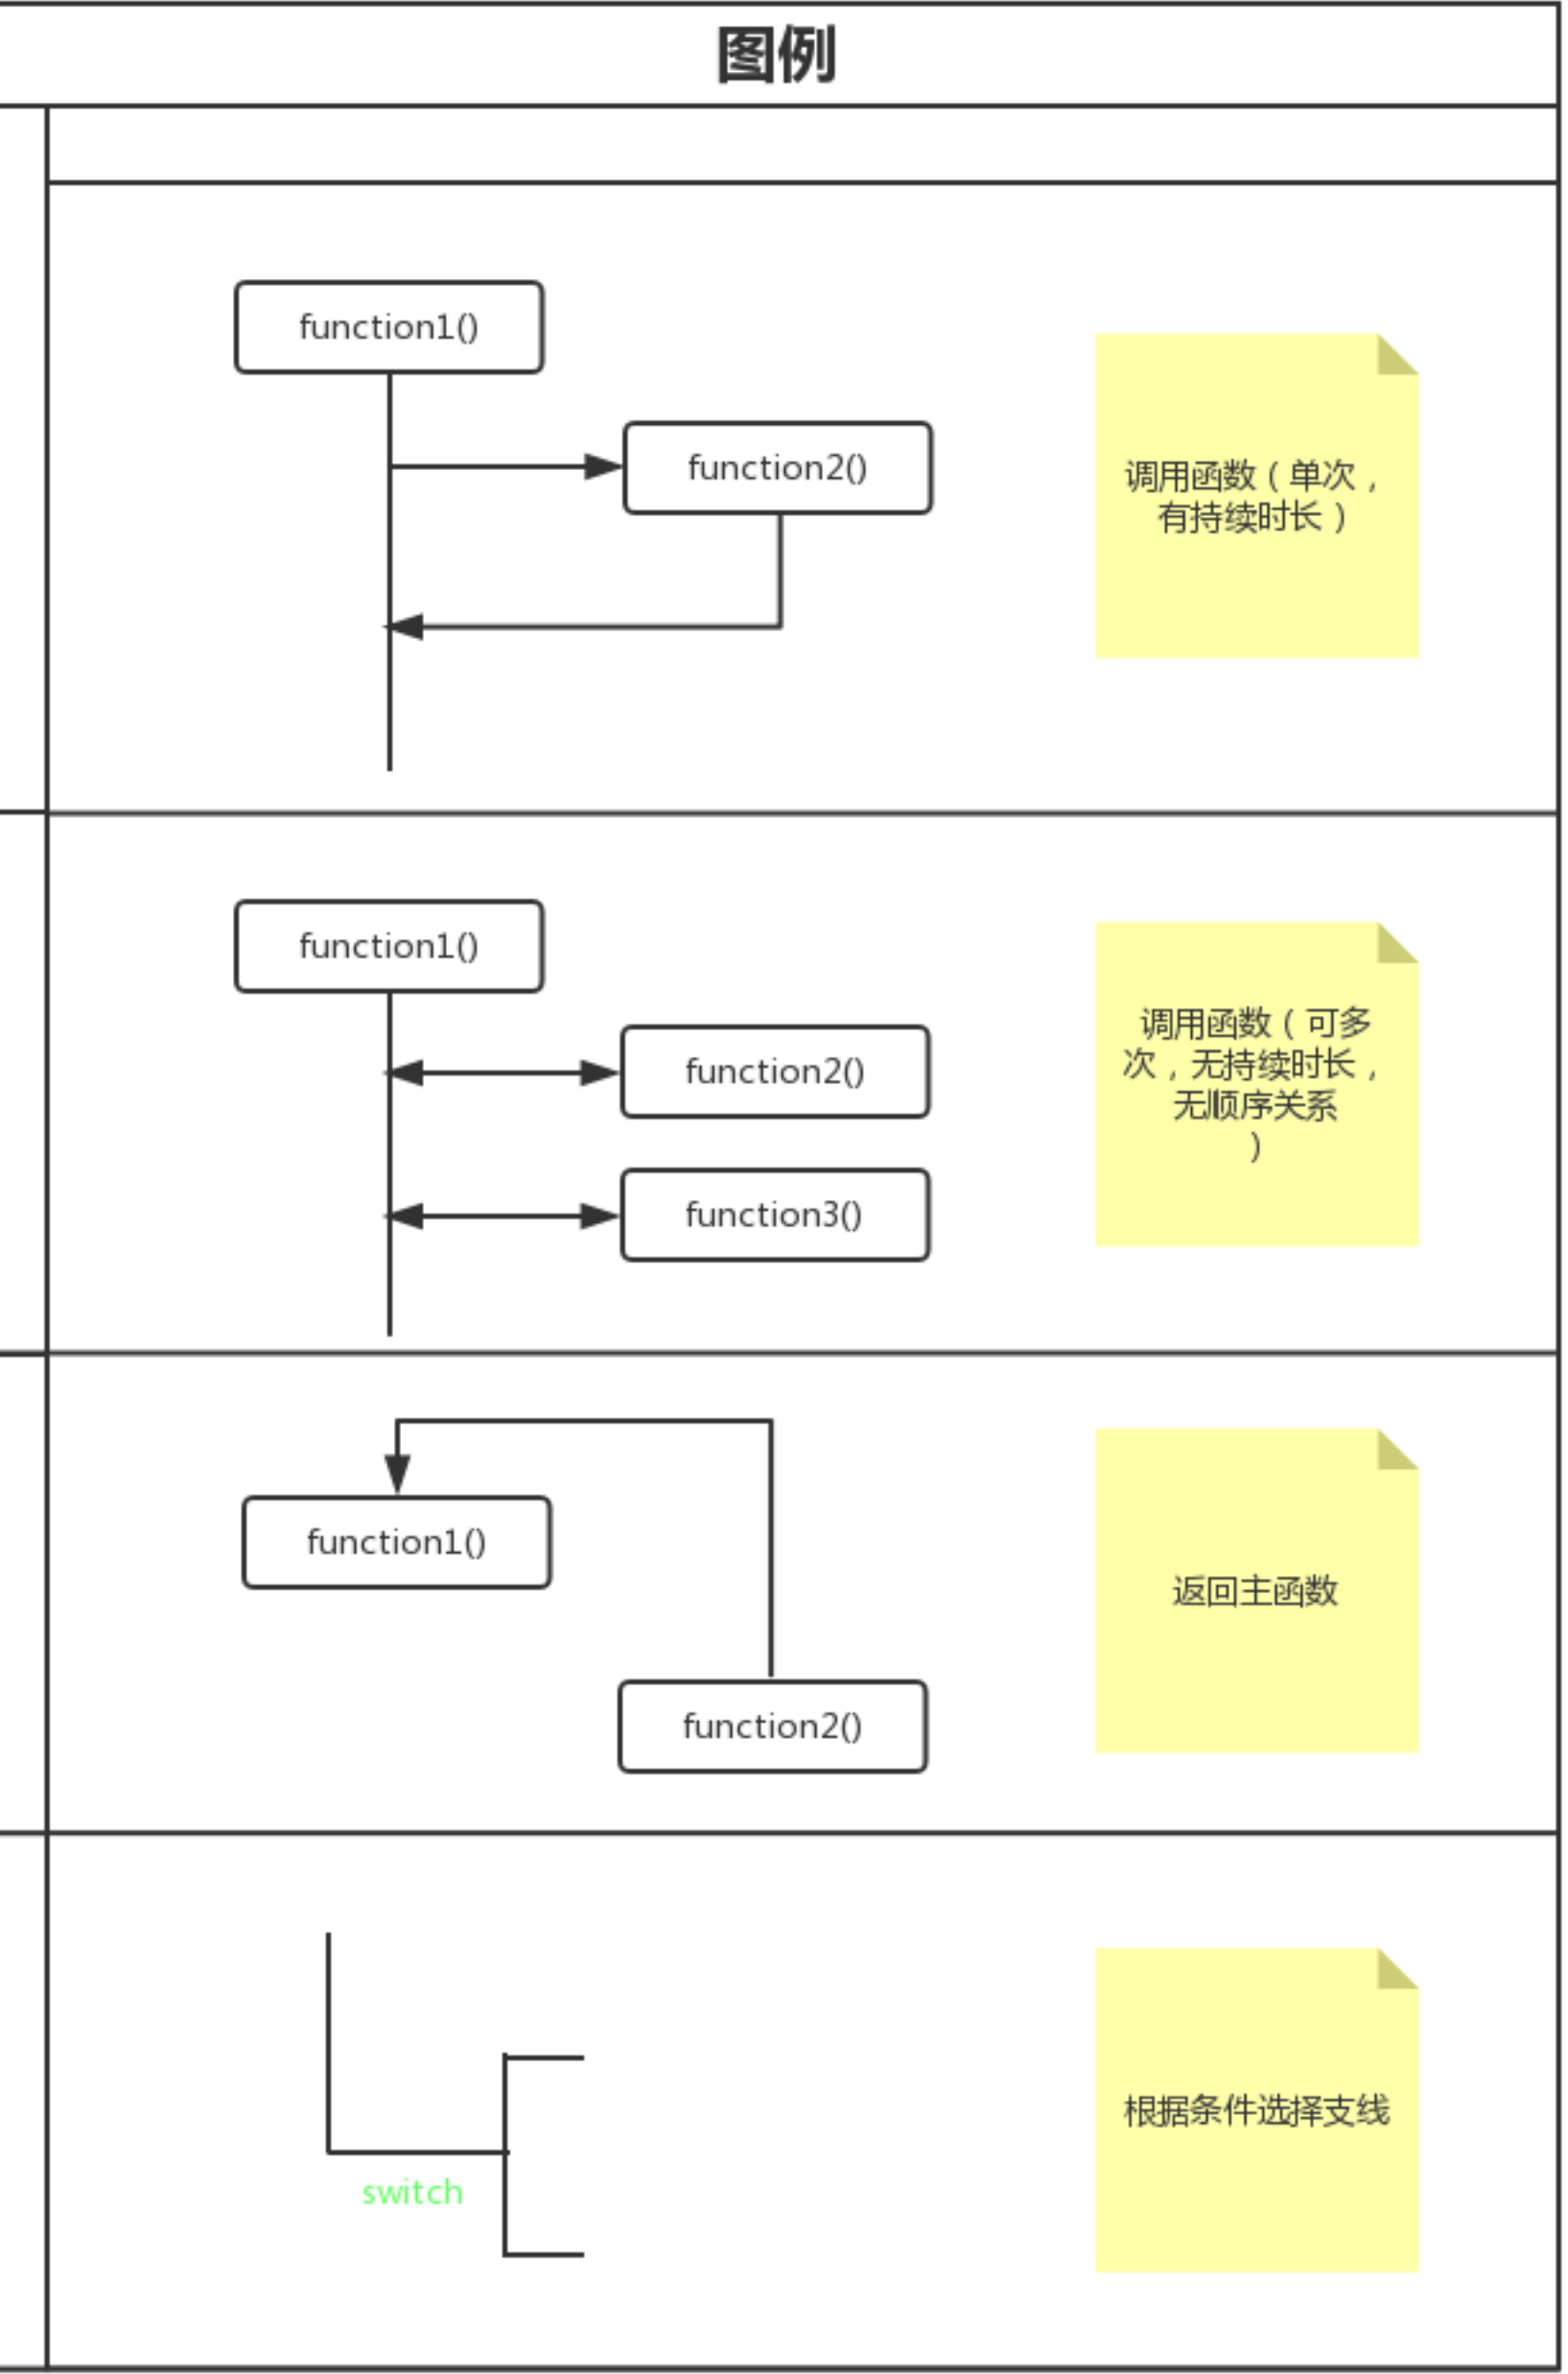 图例
function1()
function2()
调用函数（单次，
有持续时长）
function1()
function2()
function3()
调用函数（可多
次，无持续时长，
无顺序关系
）
function1()
function2()
返回主函数
switch
根据条件选择支线